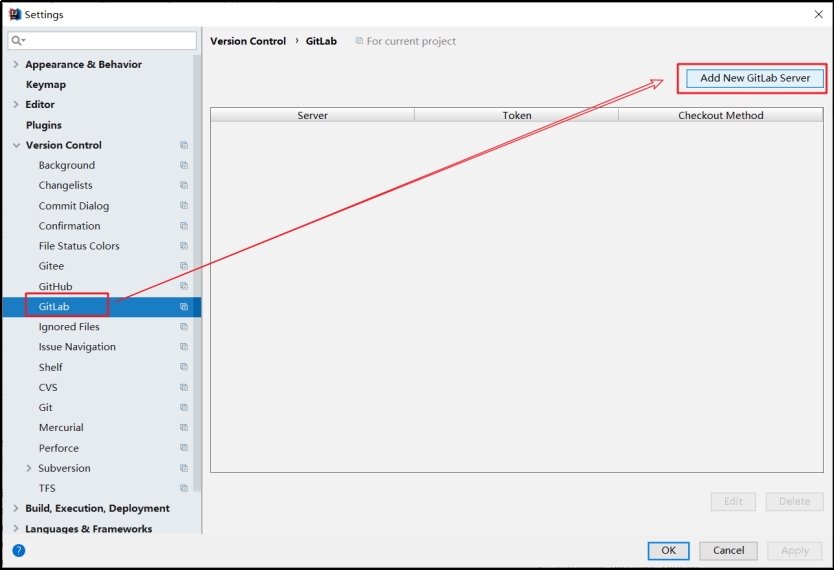 Settings
Version Control › GitLab For current project
Appearance & Behavior
Keymap
Editor
Plugins
Version Control
Background
Changelists
Commit Dialog
Confirmation
File Status Colors
Gitee
GitHub
GitLab
Ignored Files
Issue Navigation
Shelf
CVS
Git
Mercurial
Perforce
Subversion
TFS
Build, Execution, Deployment
Languages & Frameworks
Add New GitLab Server
Server Token Checkout Method
Edit Delete
? OK Cancel Apply